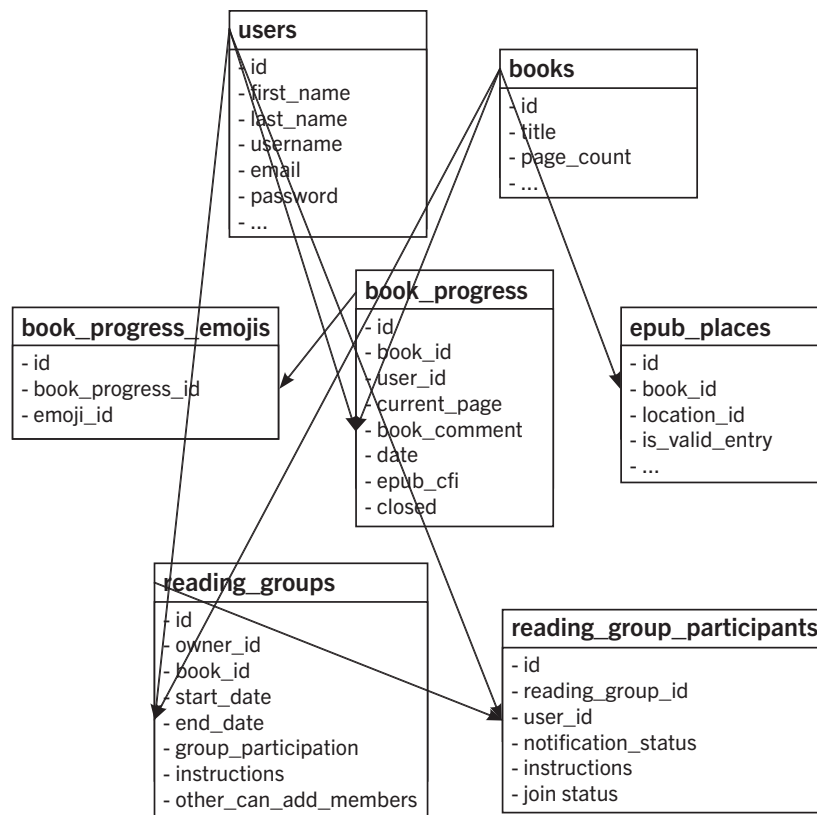 users
- id
- first_name
- last_name
- username
- email
- password
- ...
books
- id
- title
- page_count
- ...
book_progress_emojis
- id
- book_progress_id
- emoji_id
book_progress
- id
- book_id
- user_id
- current_page
- book_comment
- date
- epub_cfi
- closed
epub_places
- id
- book_id
- location_id
- is_valid_entry
- ...
reading_groups
- id
- owner_id
- book_id
- start_date
- end_date
- group_participation
- instructions
- other_can_add_members
reading_group_participants
- id
- reading_group_id
- user_id
- notification_status
- instructions
- join status